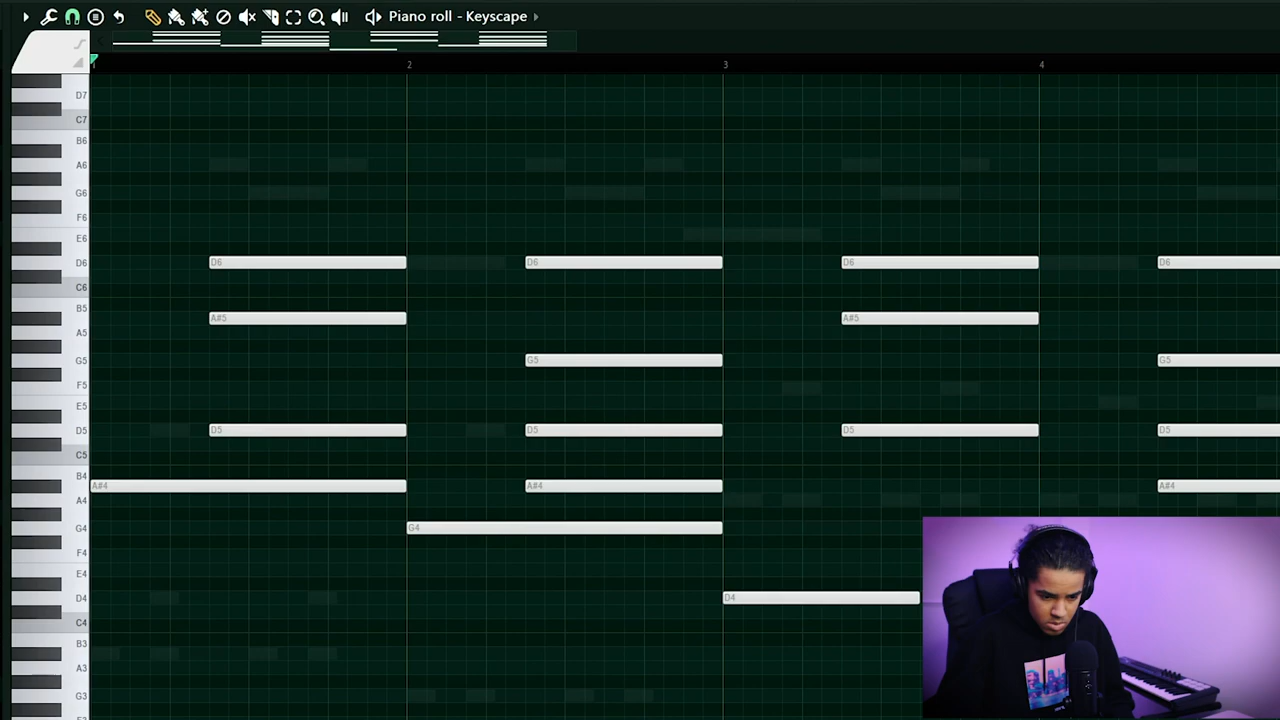 Piano roll - Keyscape
1 2 3 4
D7
C7
B6
A6
G6
F6
E6
D6 D6 D6 D6 D6
C6
B5
A#5 A#5
A5
G5 G5 G5
F5
E5
D5 D5 D5 D5 D5
C5
B4
A#4 A#4 A#4
A4
G4 G4
F4
E4
D4 D4
C4
B3
A3
G3